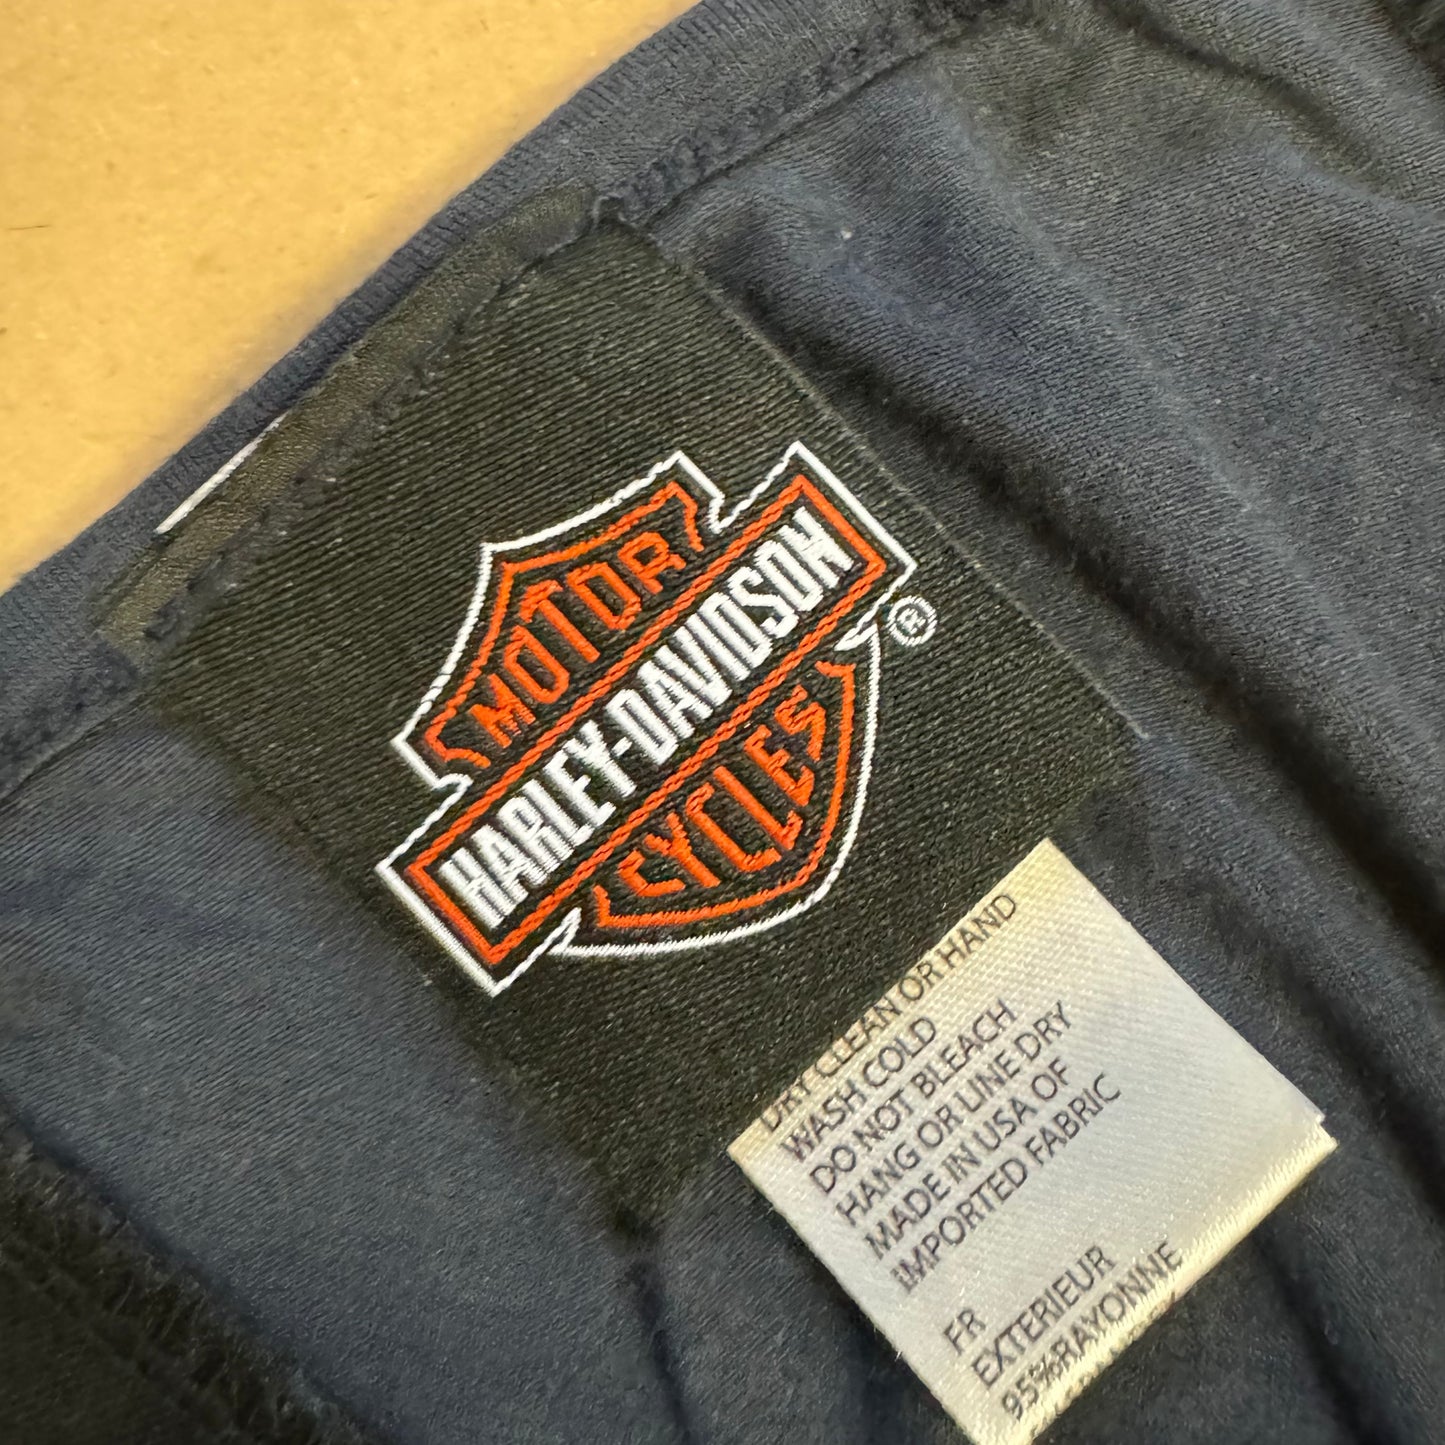 MOTOR
HARLEY-DAVIDSON
CYCLES
®
DRY CLEAN OR HAND
WASH COLD
DO NOT BLEACH
HANG OR LINE DRY
MADE IN USA OF
IMPORTED FABRIC
FR
EXTERIEUR
95%RAYONNE